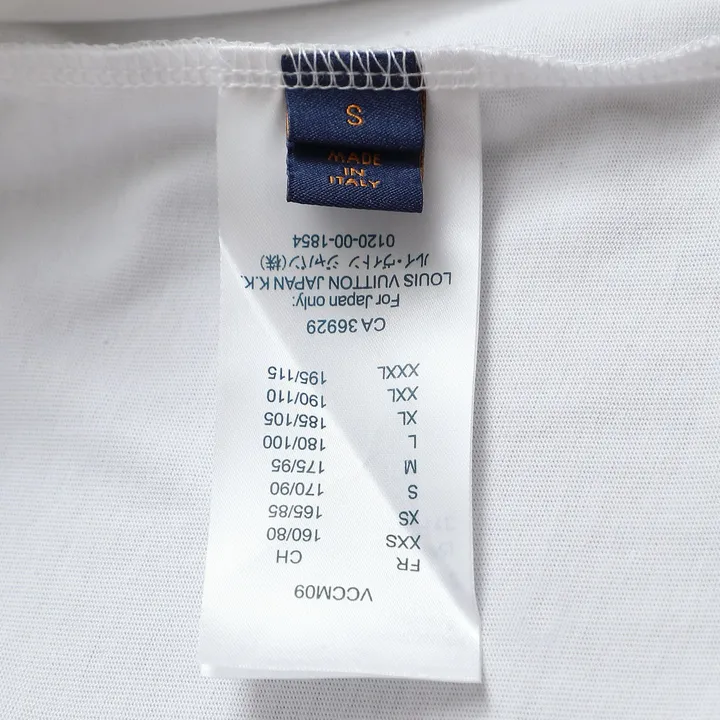 S
MADE
IN
ITALY
VCCM09
FR CH
XXS 160/80
XS 165/85
S 170/90
M 175/95
L 180/100
XL 185/105
XXL 190/110
XXXL 195/115
CA 36929
For Japan only:
LOUIS VUITTON JAPAN K.K.
ルイ・ヴィトン ジャパン(株)
0120-00-1854